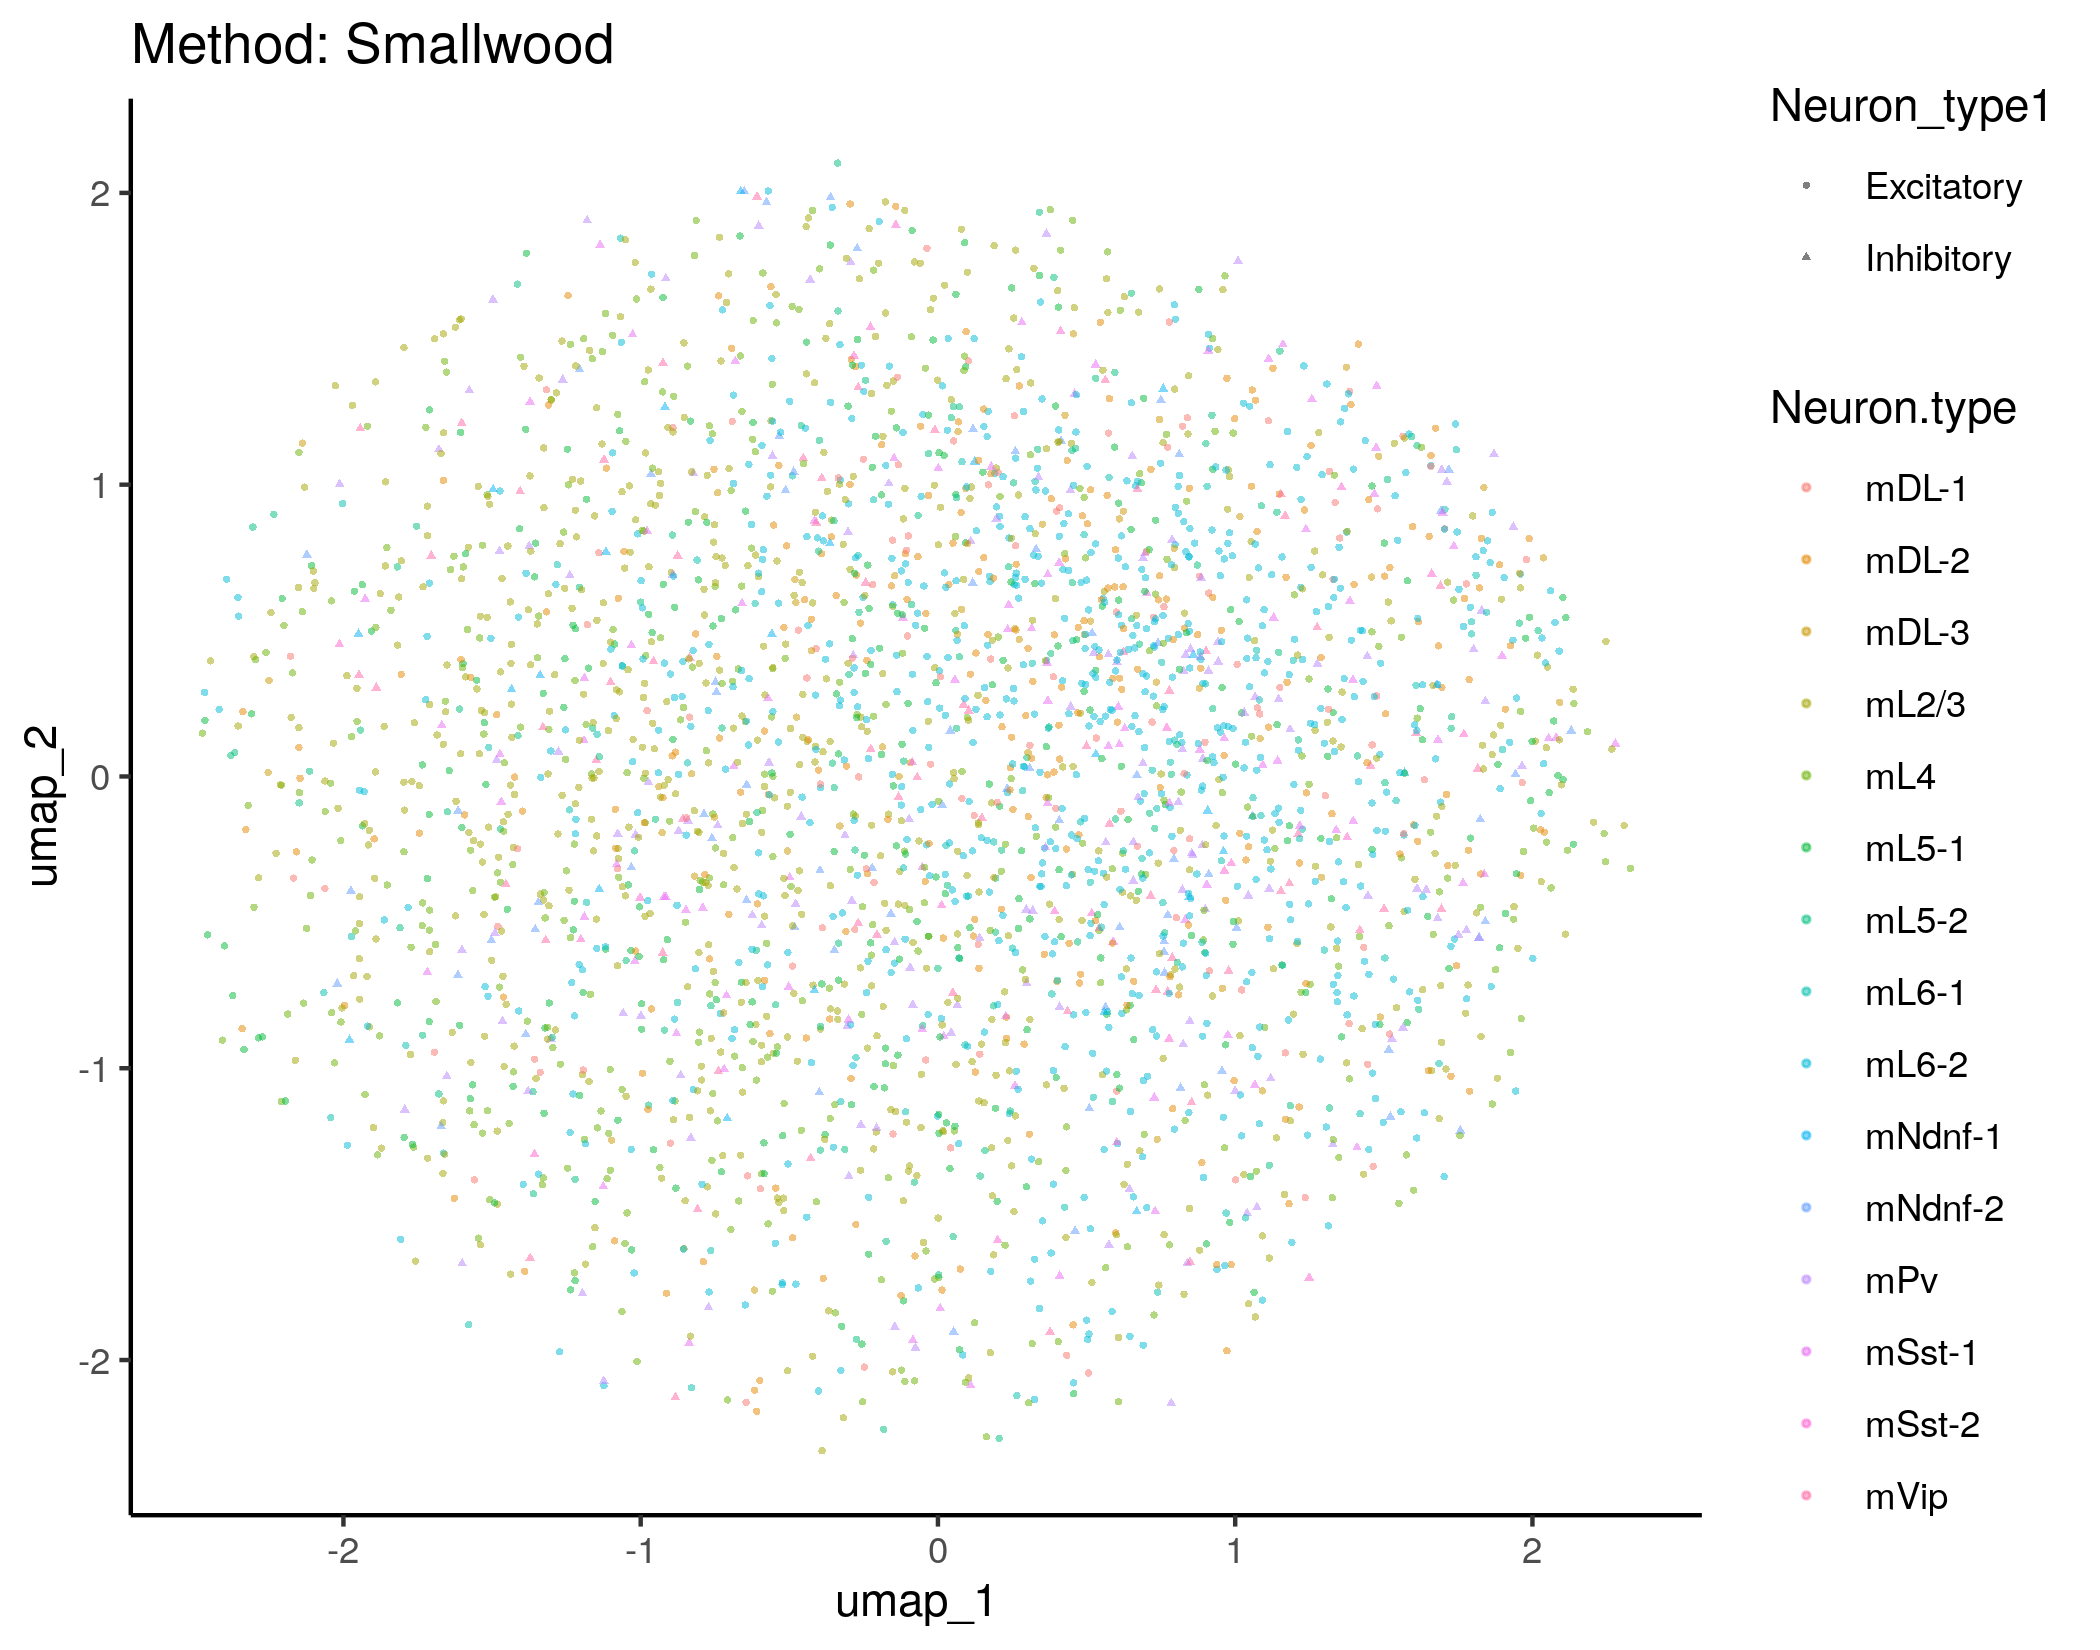 Method: Smallwood
umap_2
2
1
0
-1
-2
-2
-1
0
1
2
umap_1
Neuron_type1
Excitatory
Inhibitory
Neuron.type
mDL-1
mDL-2
mDL-3
mL2/3
mL4
mL5-1
mL5-2
mL6-1
mL6-2
mNdnf-1
mNdnf-2
mPv
mSst-1
mSst-2
mVip